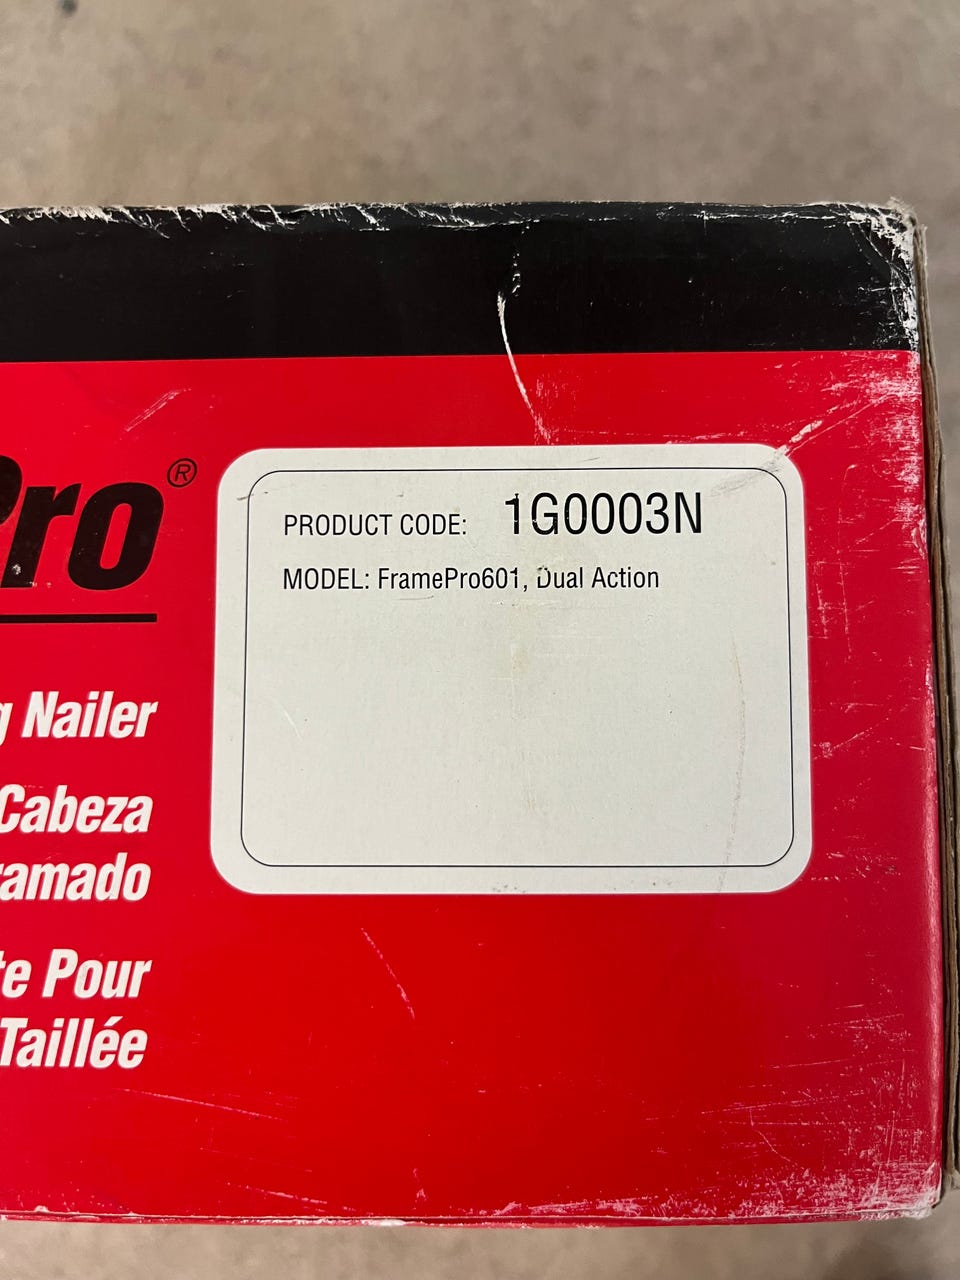 Pro®
PRODUCT CODE: 1G0003N
MODEL: FramePro601, Dual Action
g Nailer
Cabeza
ramado
te Pour
Taillée